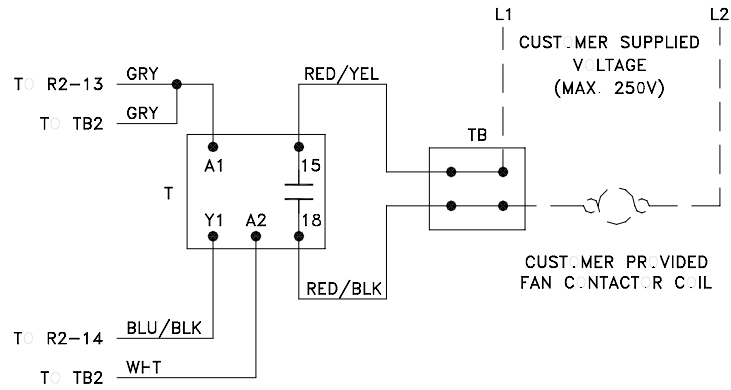 L1
L2
CUSTOMER SUPPLIED
VOLTAGE
(MAX. 250V)
GRY
TO R2-13
GRY
TO TB2
RED/YEL
TB
A1
15
T
Y1
A2
18
RED/BLK
CUSTOMER PROVIDED
FAN CONTACTOR COIL
BLU/BLK
TO R2-14
WHT
TO TB2